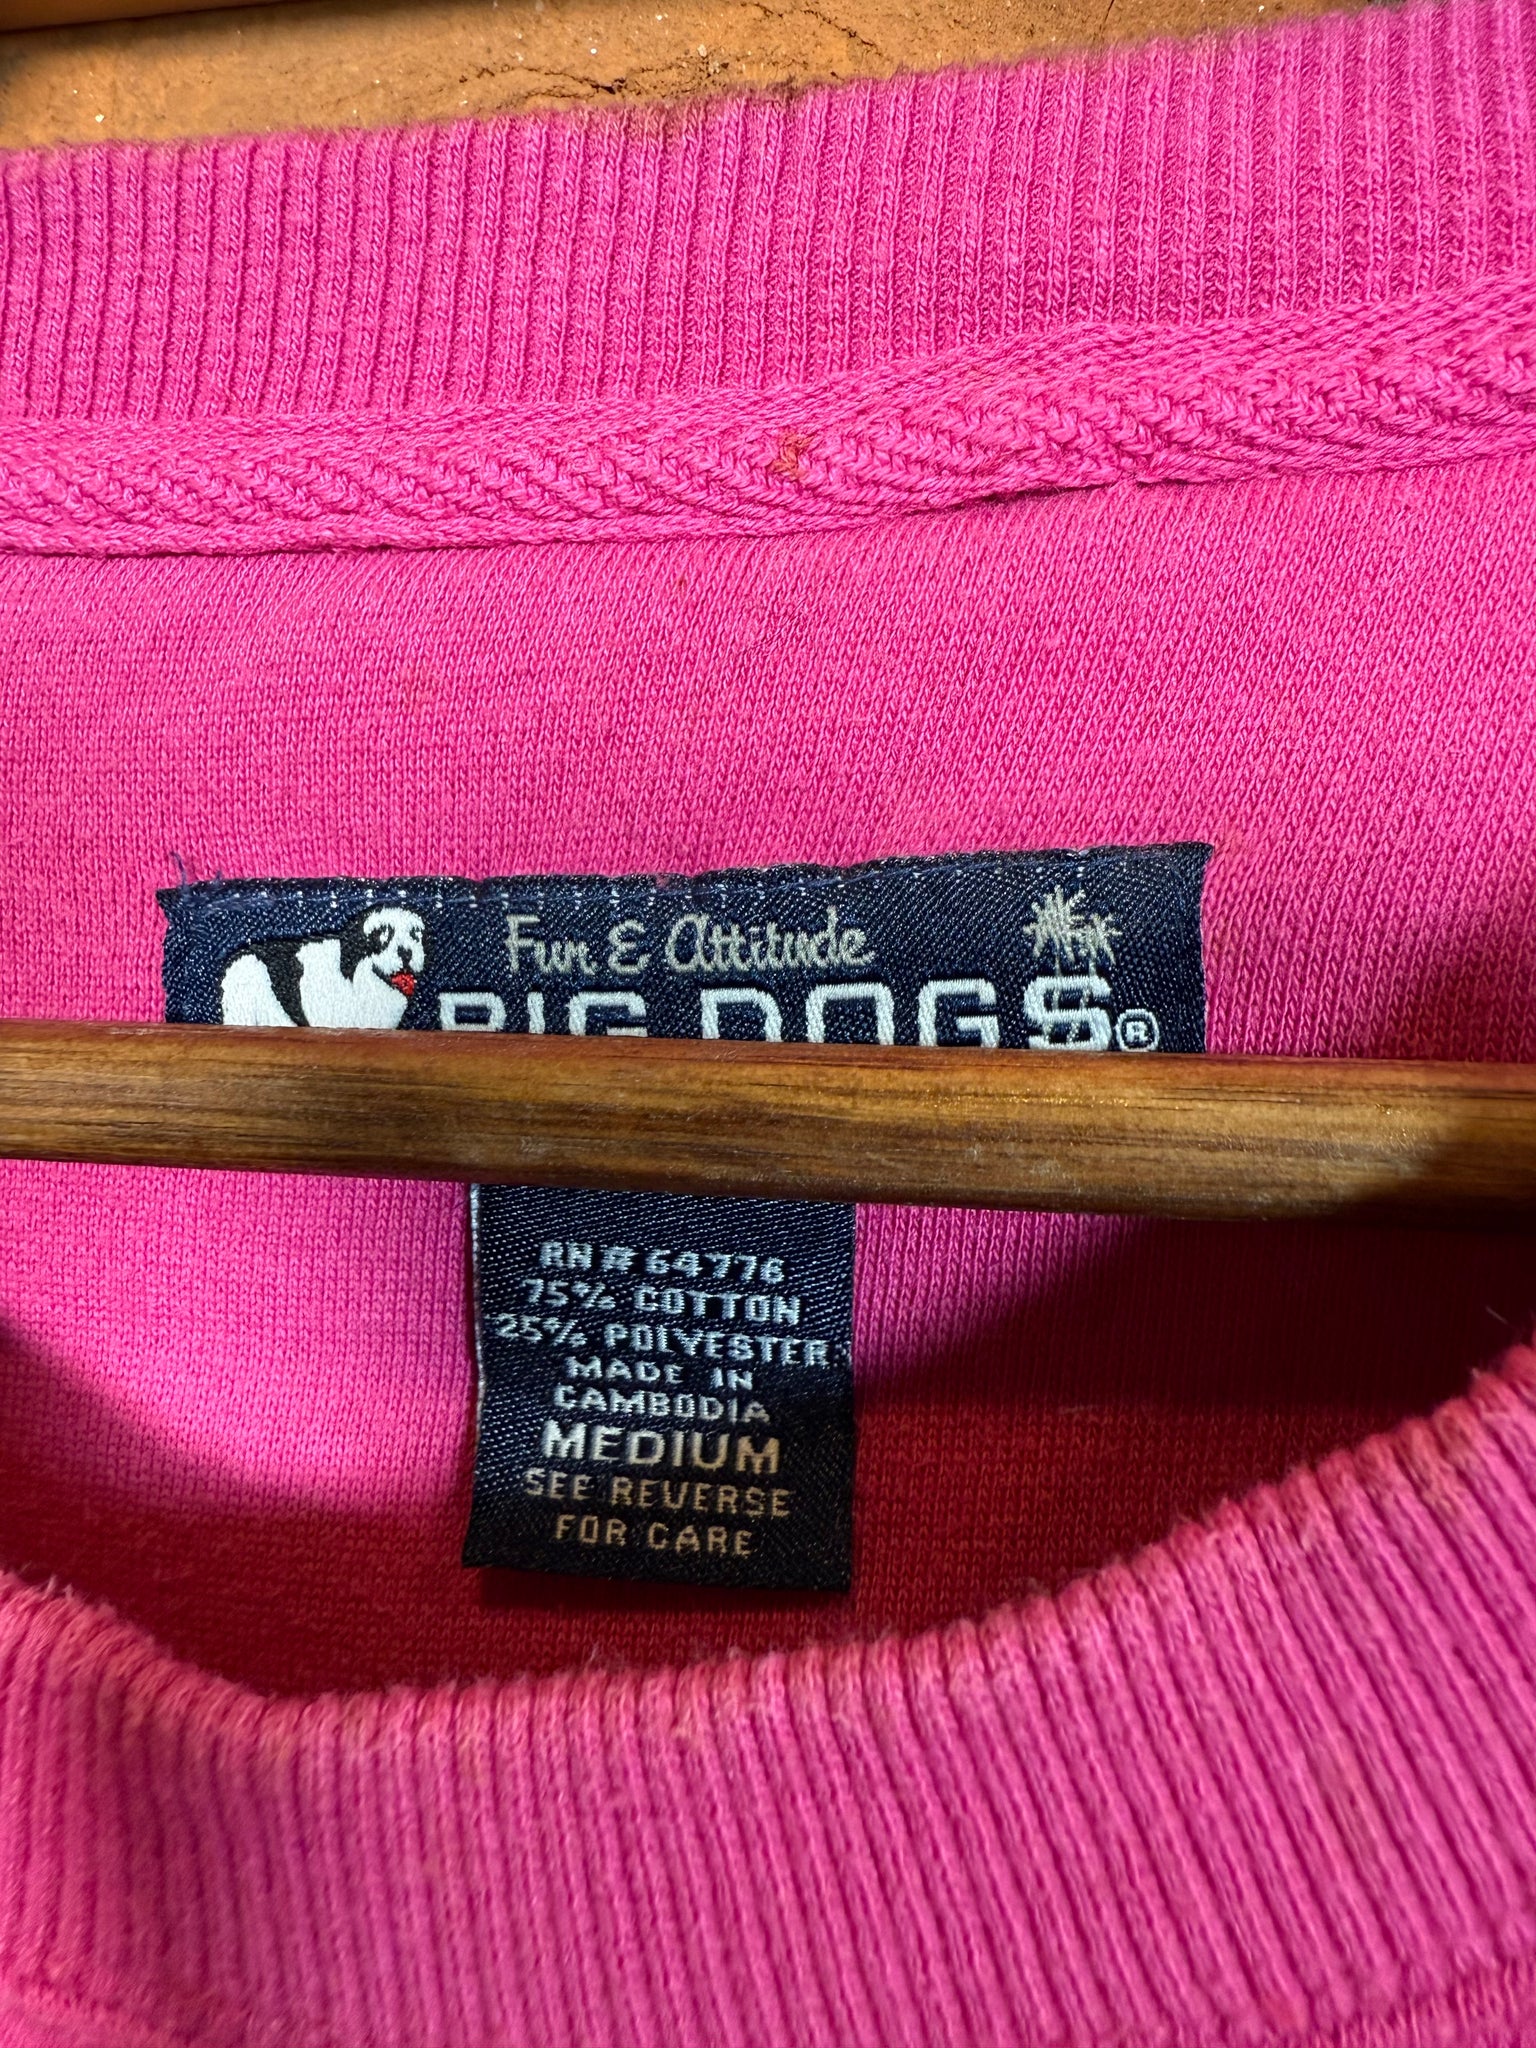 Fun & Attitude
BIG DOGS®
RN# 64776
75% COTTON
25% POLYESTER
MADE IN
CAMBODIA
MEDIUM
SEE REVERSE
FOR CARE